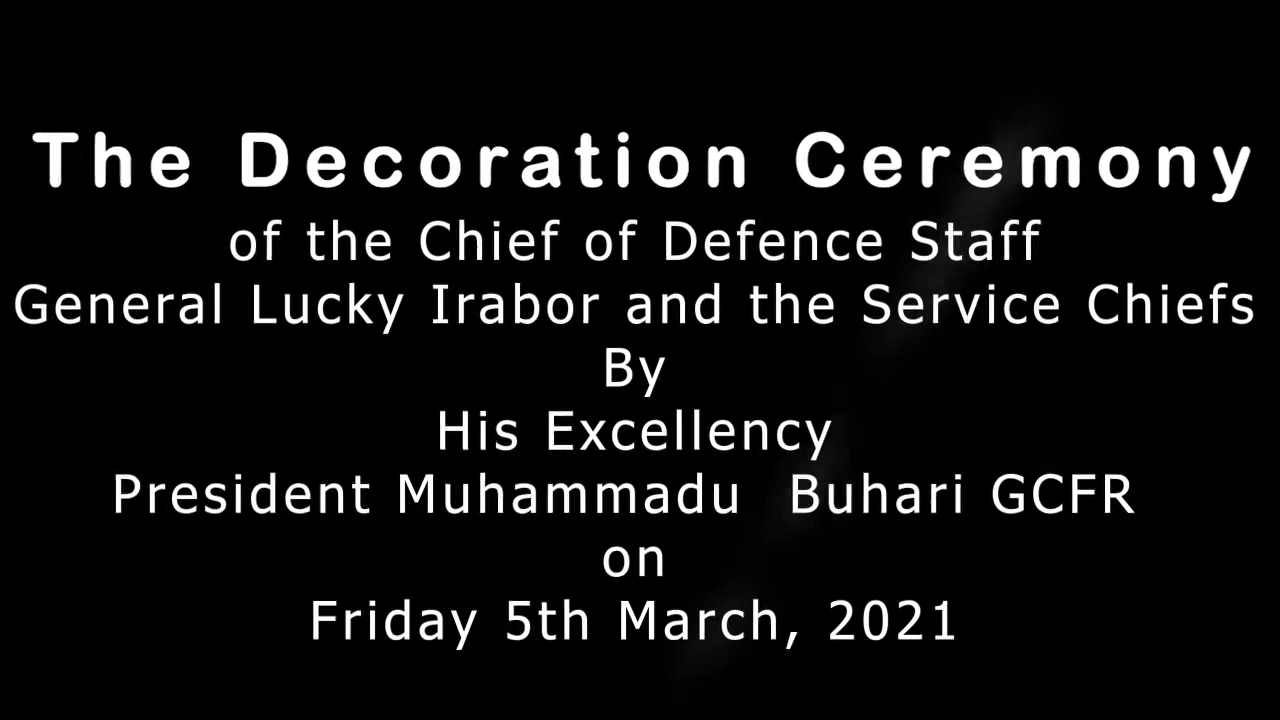 The Decoration Ceremony
of the Chief of Defence Staff
General Lucky Irabor and the Service Chiefs
By
His Excellency
President Muhammadu  Buhari GCFR
on
Friday 5th March, 2021